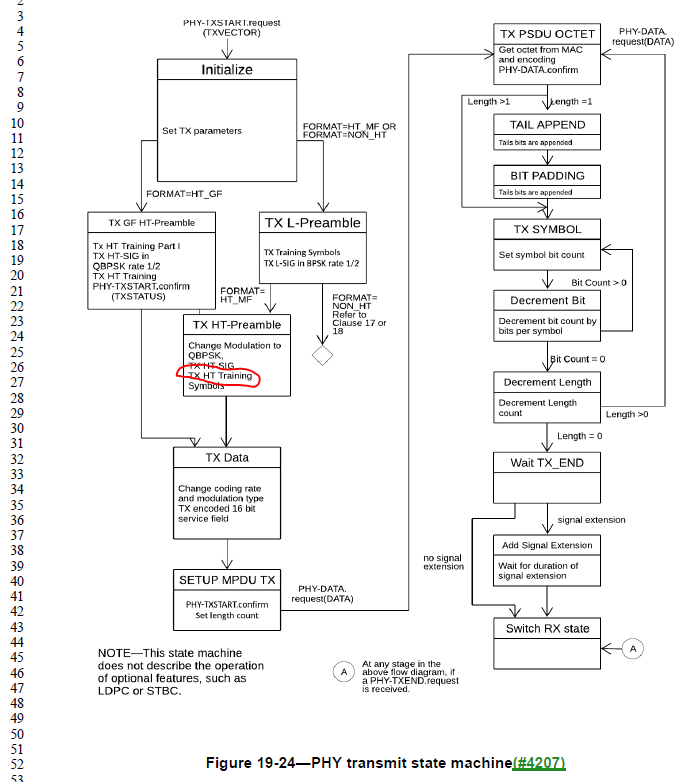 2
3
4
5
6
7
8
9
10
11
12
13
14
15
16
17
18
19
20
21
22
23
24
25
26
27
28
29
30
31
32
33
34
35
36
37
38
39
40
41
42
43
44
45
46
47
48
49
50
51
52
53
PHY-TXSTART.request
(TXVECTOR)
Initialize
Set TX parameters
FORMAT=HT_MF OR
FORMAT=NON_HT
FORMAT=HT_GF
TX GF HT-Preamble
Tx HT Training Part I
TX HT-SIG in
QBPSK rate 1/2
TX HT Training
PHY-TXSTART.confirm
(TXSTATUS)
TX L-Preamble
TX Training Symbols
TX L-SIG in BPSK rate 1/2
FORMAT=
HT_MF
FORMAT=
NON_HT
Refer to
Clause 17 or
18
TX HT-Preamble
Change Modulation to
QBPSK,
TX HT-SIG
TX HT Training
Symbols
TX Data
Change coding rate
and modulation type
TX encoded 16 bit
service field
SETUP MPDU TX
PHY-TXSTART.confirm
Set length count
PHY-DATA.
request(DATA)
TX PSDU OCTET
Get octet from MAC
and encoding
PHY-DATA.confirm
PHY-DATA.
request(DATA)
Length >1
Length =1
TAIL APPEND
Tails bits are appended
BIT PADDING
Tails bits are appended
TX SYMBOL
Set symbol bit count
Bit Count > 0
Decrement Bit
Decrement bit count by
bits per symbol
Bit Count = 0
Decrement Length
Decrement Length
count
Length >0
Length = 0
Wait TX_END
signal extension
no signal
extension
Add Signal Extension
Wait for duration of
signal extension
Switch RX state
A
NOTE—This state machine
does not describe the operation
of optional features, such as
LDPC or STBC.
A
At any stage in the
above flow diagram, if
a PHY-TXEND.request
is received.
Figure 19-24—PHY transmit state machine(#4207)